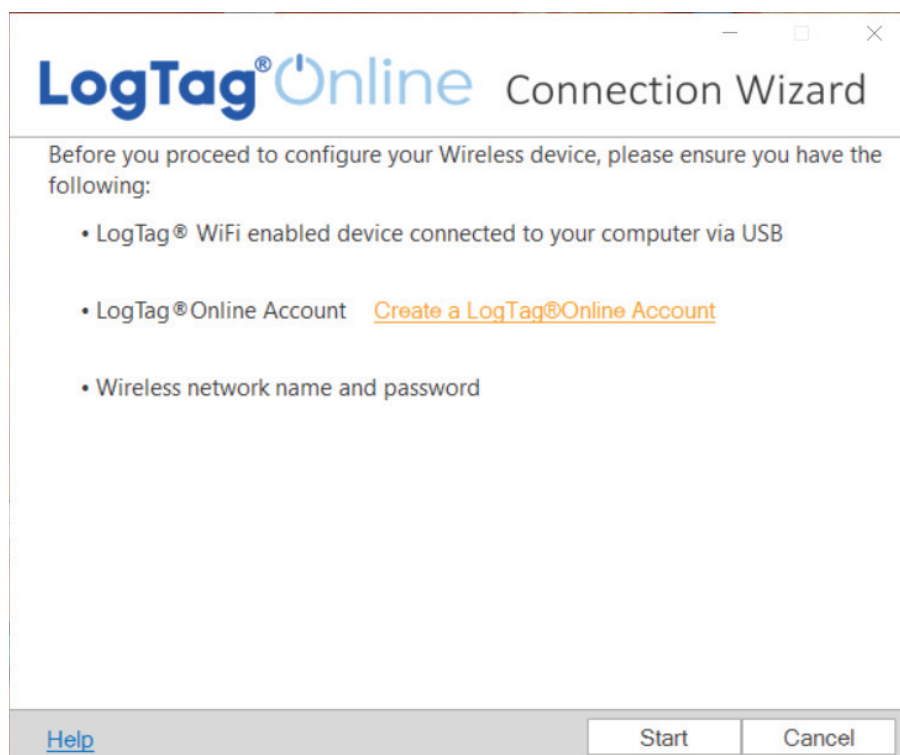 LogTag®Online Connection Wizard
Before you proceed to configure your Wireless device, please ensure you have the
following:
• LogTag® WiFi enabled device connected to your computer via USB
• LogTag®Online Account Create a LogTag®Online Account
• Wireless network name and password
Help Start Cancel